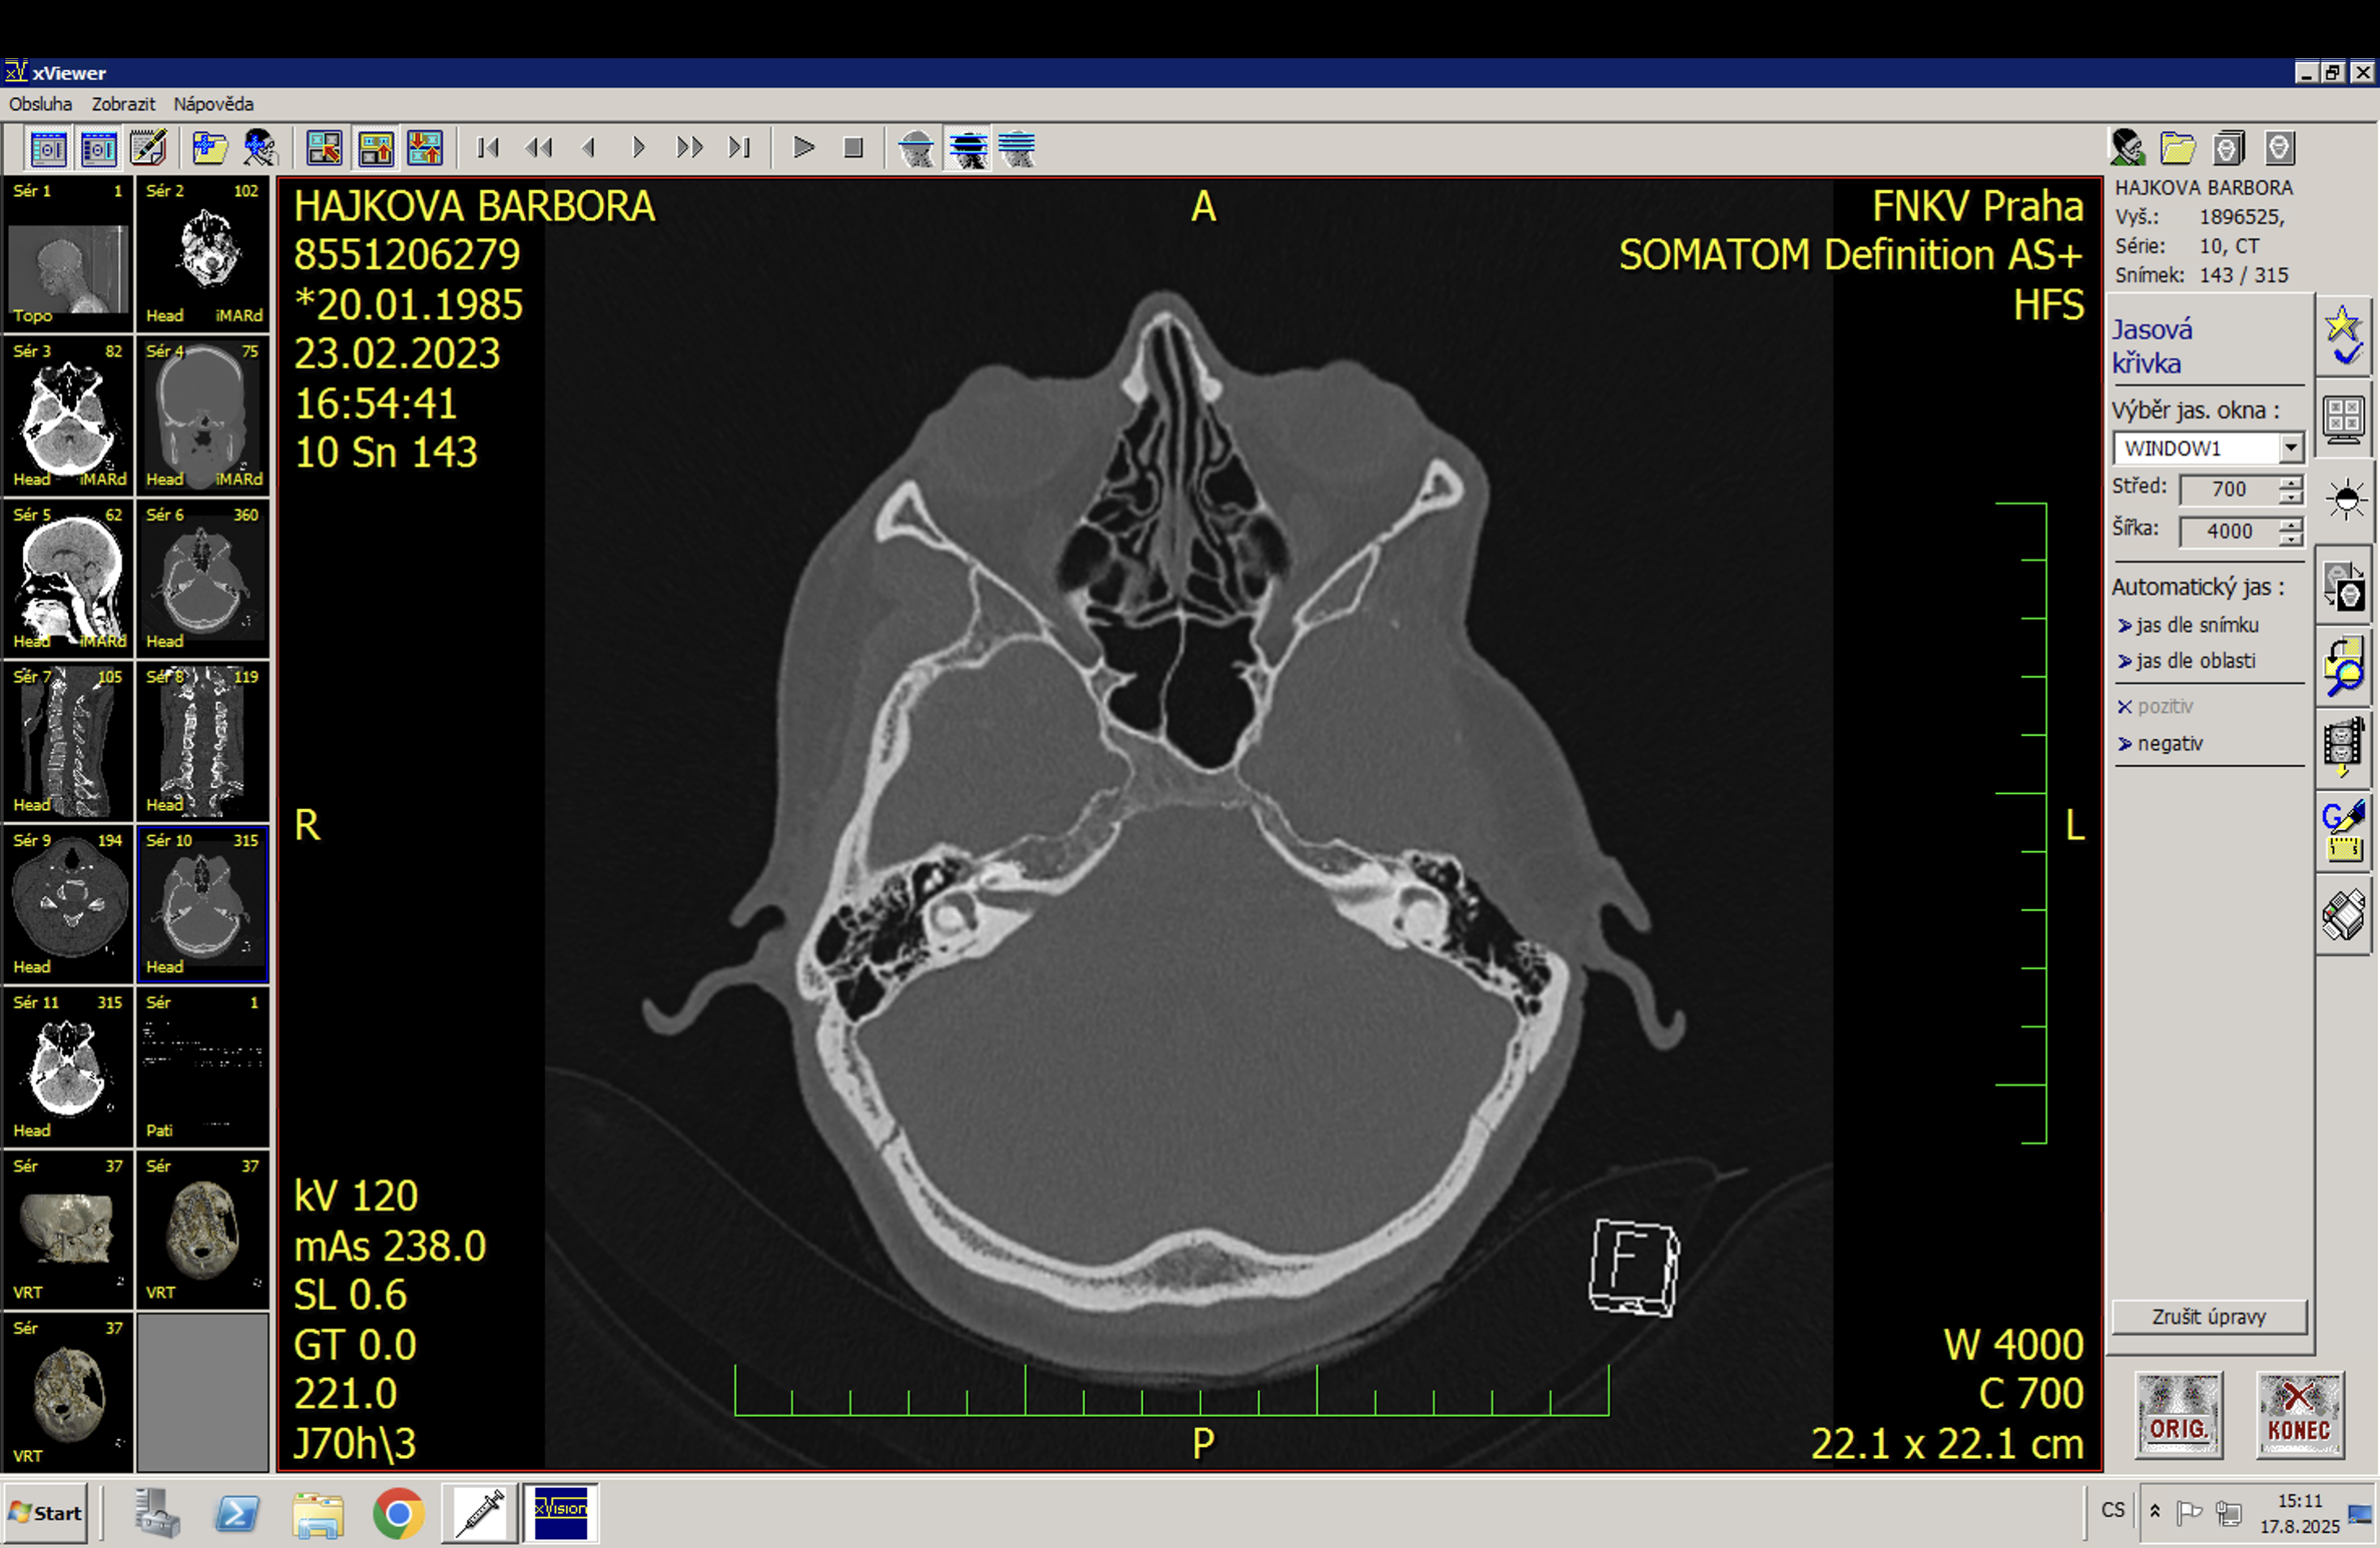 xV xViewer
Obsluha Zobrazit Nápověda
Sér 1 1
Topo
Sér 2 102
Head iMARd
Sér 3 82
Head iMARd
Sér 4 75
Head iMARd
Sér 5 62
Head iMARd
Sér 6 360
Head
Sér 7 105
Head
Sér 8 119
Head
Sér 9 194
Head
Sér 10 315
Head
Sér 11 315
Head
Sér 1
Pati
Sér 37
VRT
Sér 37
VRT
Sér 37
VRT
HAJKOVA BARBORA
8551206279
*20.01.1985
23.02.2023
16:54:41
10 Sn 143
A
FNKV Praha
SOMATOM Definition AS+
HFS
R
L
kV 120
mAs 238.0
SL 0.6
GT 0.0
221.0
J70h\3
P
F
W 4000
C 700
22.1 x 22.1 cm
HAJKOVA BARBORA
Vyš.: 1896525,
Série: 10, CT
Snímek: 143 / 315
Jasová
křivka
Výběr jas. okna :
WINDOW1
Střed: 700
Šířka: 4000
Automatický jas :
jas dle snímku
jas dle oblasti
pozitiv
negativ
G
Zrušit úpravy
ORIG.
KONEC
Start
xVision
CS
15:11
17.8.2025